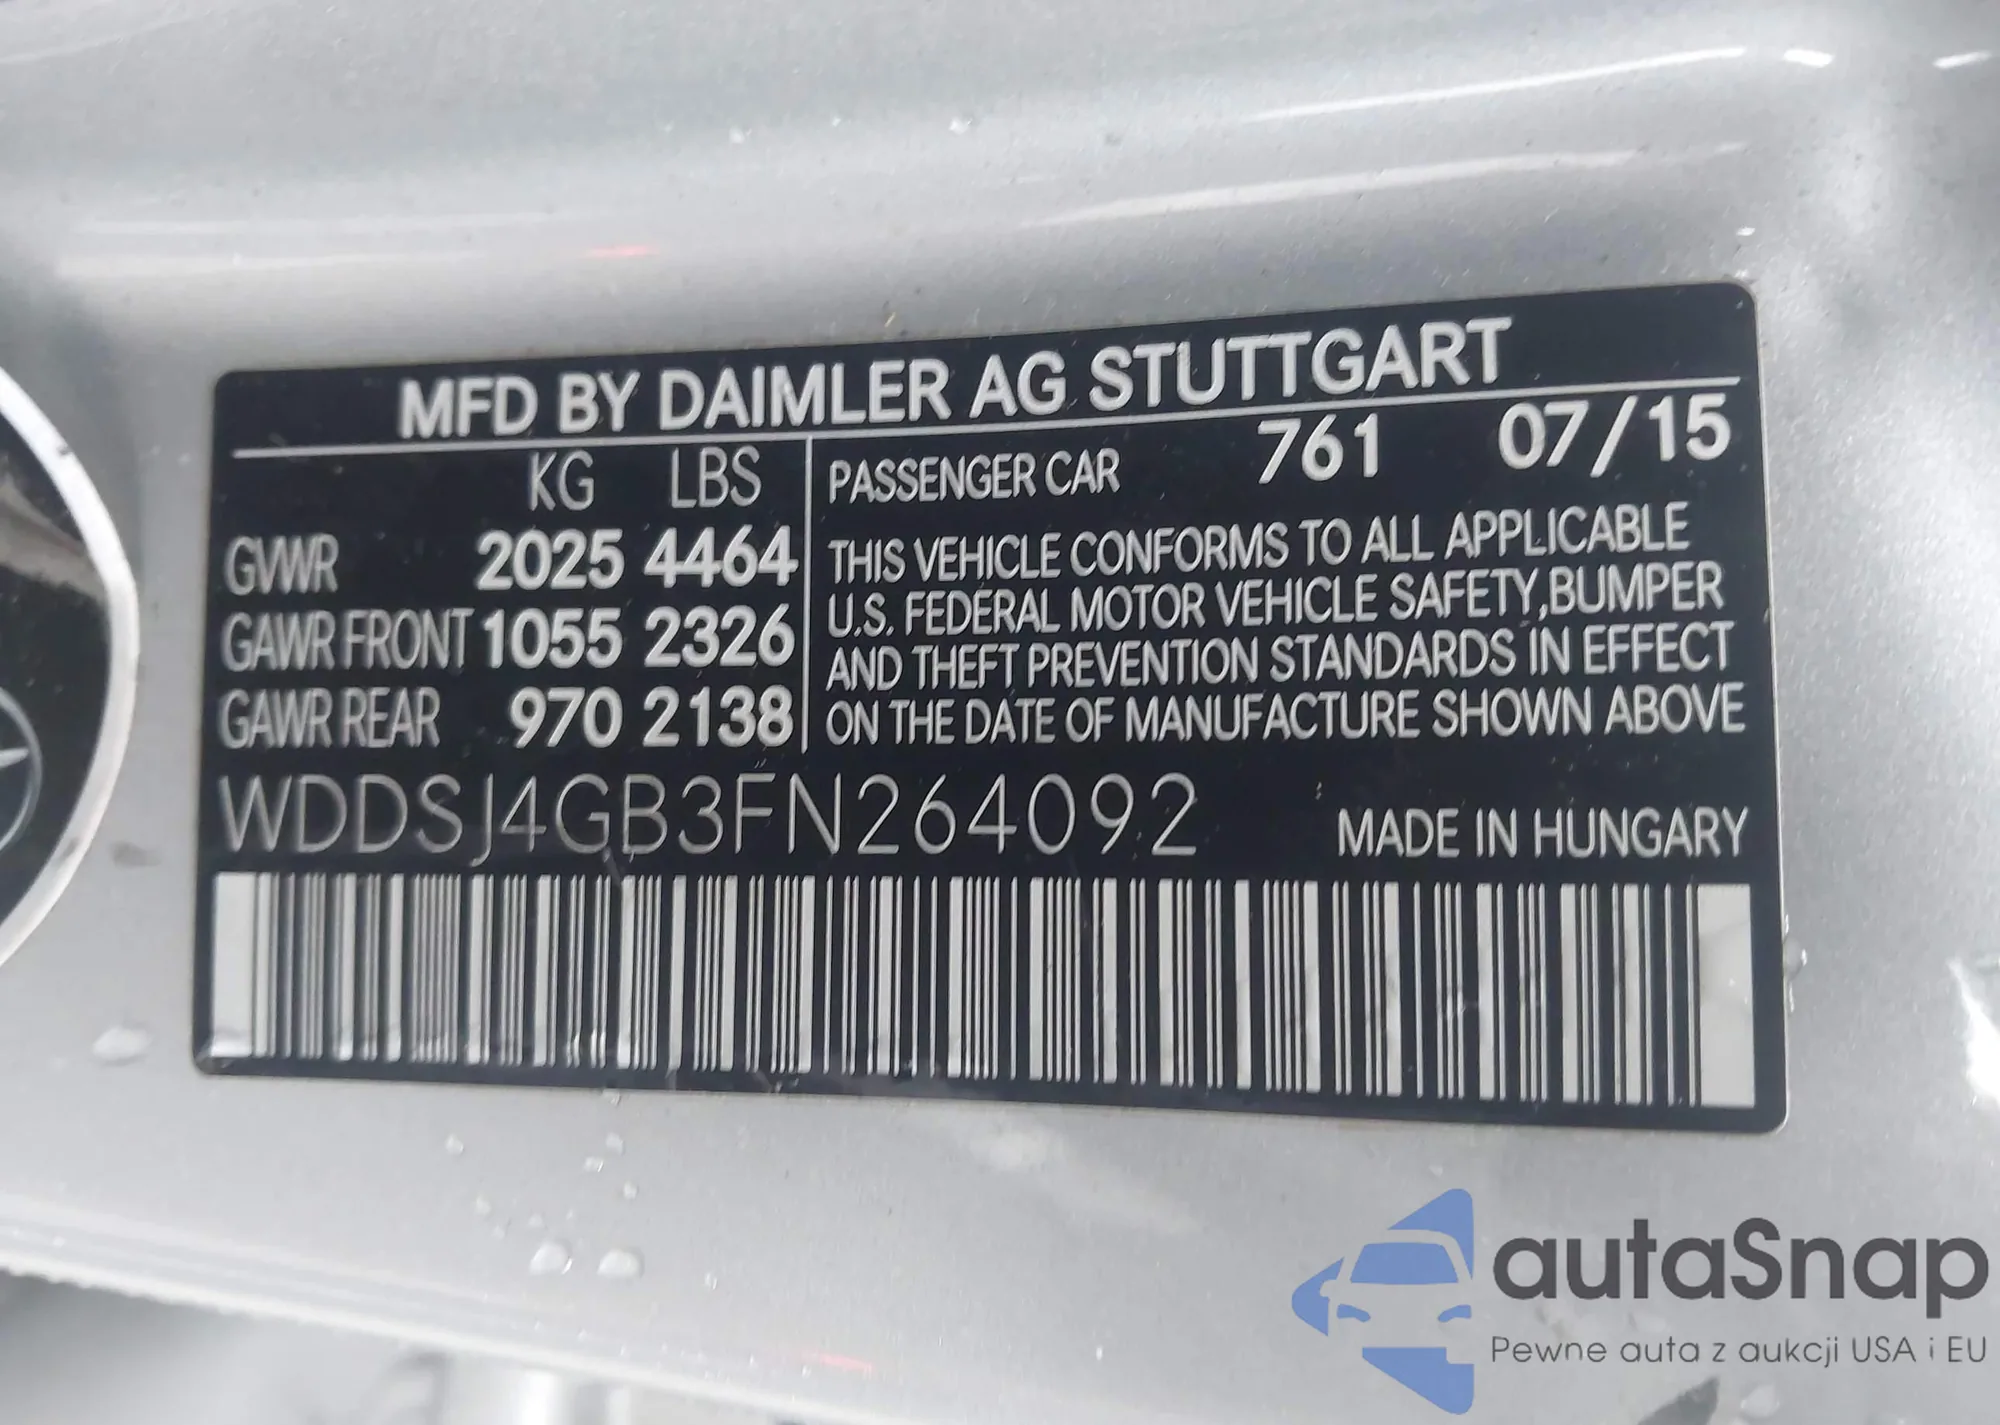 MFD BY DAIMLER AG STUTTGART
KG LBS
GVWR 2025 4464
GAWR FRONT 1055 2326
GAWR REAR 970 2138
PASSENGER CAR 761 07/15
THIS VEHICLE CONFORMS TO ALL APPLICABLE
U.S. FEDERAL MOTOR VEHICLE SAFETY,BUMPER
AND THEFT PREVENTION STANDARDS IN EFFECT
ON THE DATE OF MANUFACTURE SHOWN ABOVE
WDDSJ4GB3FN264092
MADE IN HUNGARY
autaSnap
Pewne auta z aukcji USA i EU